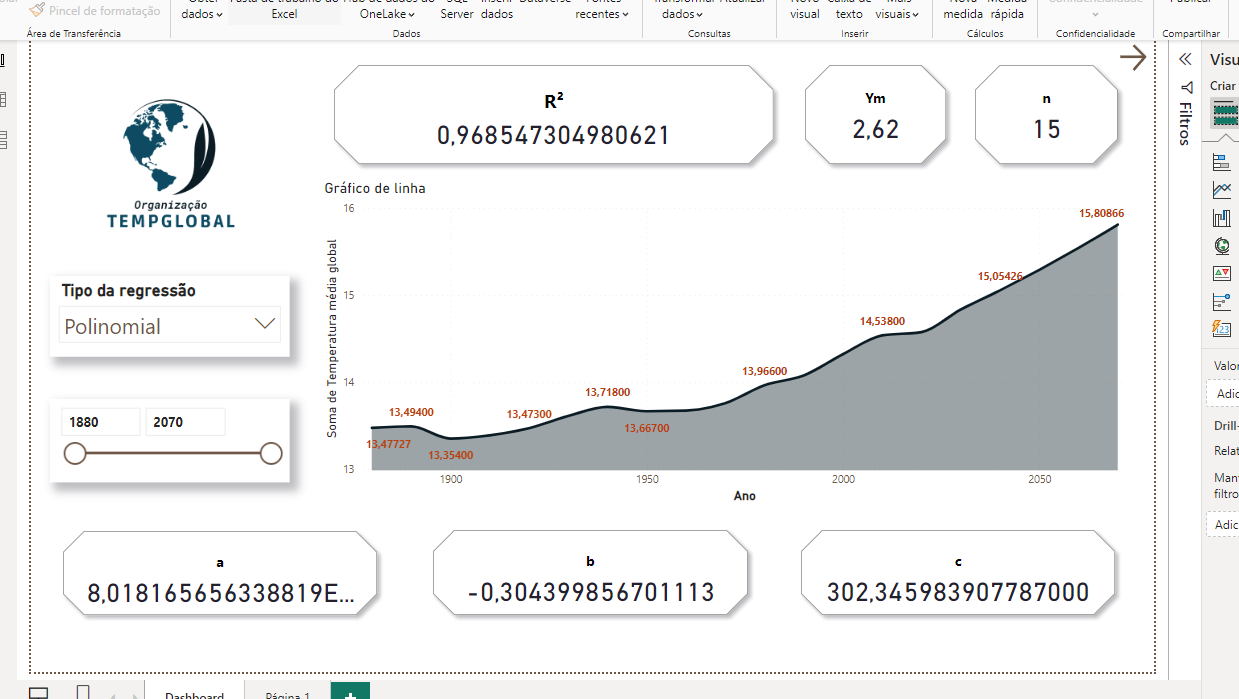 Obter Pasta de trabalho do Hub de dados do SQL Inserir Dataverse Fontes Transformar Atualizar Novo Caixa de Mais Nova Medida Confidencialidade Publicar
Pincel de formatação
dados Excel OneLake Server dados recentes dados visual texto visuais medida rápida
Área de Transferência Dados Consultas Inserir Cálculos Confidencialidade Compartilhar
R² Ym n
0,968547304980621 2,62 15
Organização
TEMPGLOBAL
Gráfico de linha
Soma de Temperatura média global
16
15
14
13
13,47727
13,49400
13,35400
13,47300
13,71800
13,66700
13,96600
14,53800
15,05426
15,80866
1900 1950 2000 2050
Ano
Tipo da regressão
Polinomial
1880 2070
a b c
8,0181656563388​19E... -0,304399856701113 302,345983907787000
Filtros
Visu
Criar
123
Valor
Adic
Drill-
Relat
Mant
filtro
Adic
Dashboard Página 1 +